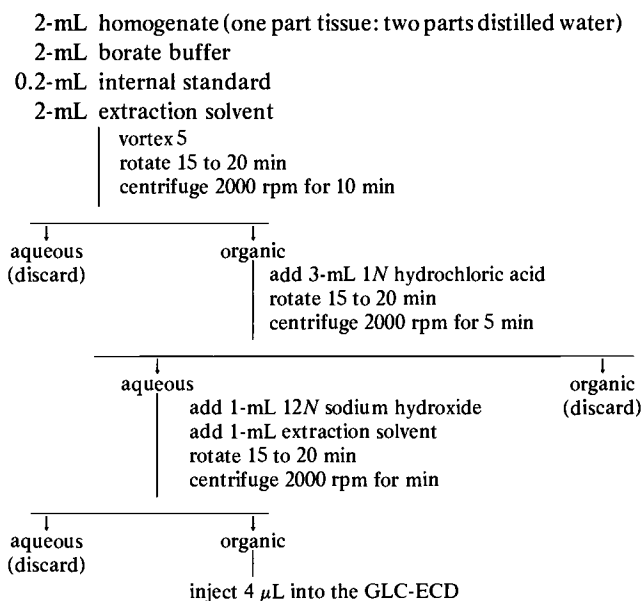 2-mL homogenate (one part tissue: two parts distilled water)
2-mL borate buffer
0.2-mL internal standard
2-mL extraction solvent
vortex 5
rotate 15 to 20 min
centrifuge 2000 rpm for 10 min
aqueous organic
(discard)
add 3-mL 1N hydrochloric acid
rotate 15 to 20 min
centrifuge 2000 rpm for 5 min
aqueous organic
(discard)
add 1-mL 12N sodium hydroxide
add 1-mL extraction solvent
rotate 15 to 20 min
centrifuge 2000 rpm for min
aqueous organic
(discard)
inject 4 μL into the GLC-ECD